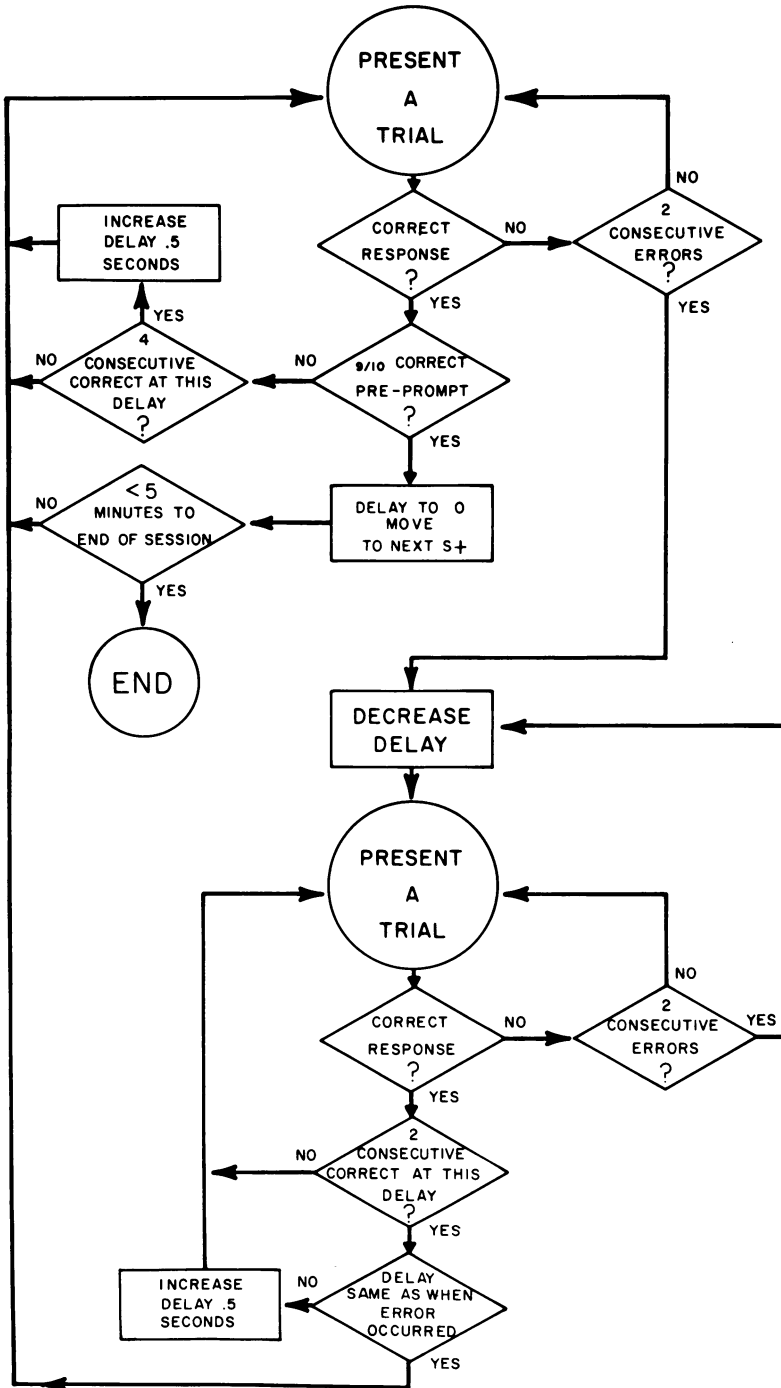 PRESENT
A
TRIAL
NO
INCREASE
DELAY .5
SECONDS
CORRECT
RESPONSE
?
NO
2
CONSECUTIVE
ERRORS
?
YES
YES
YES
4
CONSECUTIVE
CORRECT AT THIS
DELAY
?
NO
NO
9/10 CORRECT
PRE-PROMPT
?
YES
<5
MINUTES TO
END OF SESSION
NO
YES
DELAY TO 0
MOVE
TO NEXT S+
END
DECREASE
DELAY
PRESENT
A
TRIAL
NO
CORRECT
RESPONSE
?
NO
2
CONSECUTIVE
ERRORS
?
YES
YES
2
CONSECUTIVE
CORRECT AT THIS
DELAY
?
NO
YES
INCREASE
DELAY .5
SECONDS
NO
DELAY
SAME AS WHEN
ERROR
OCCURRED
YES